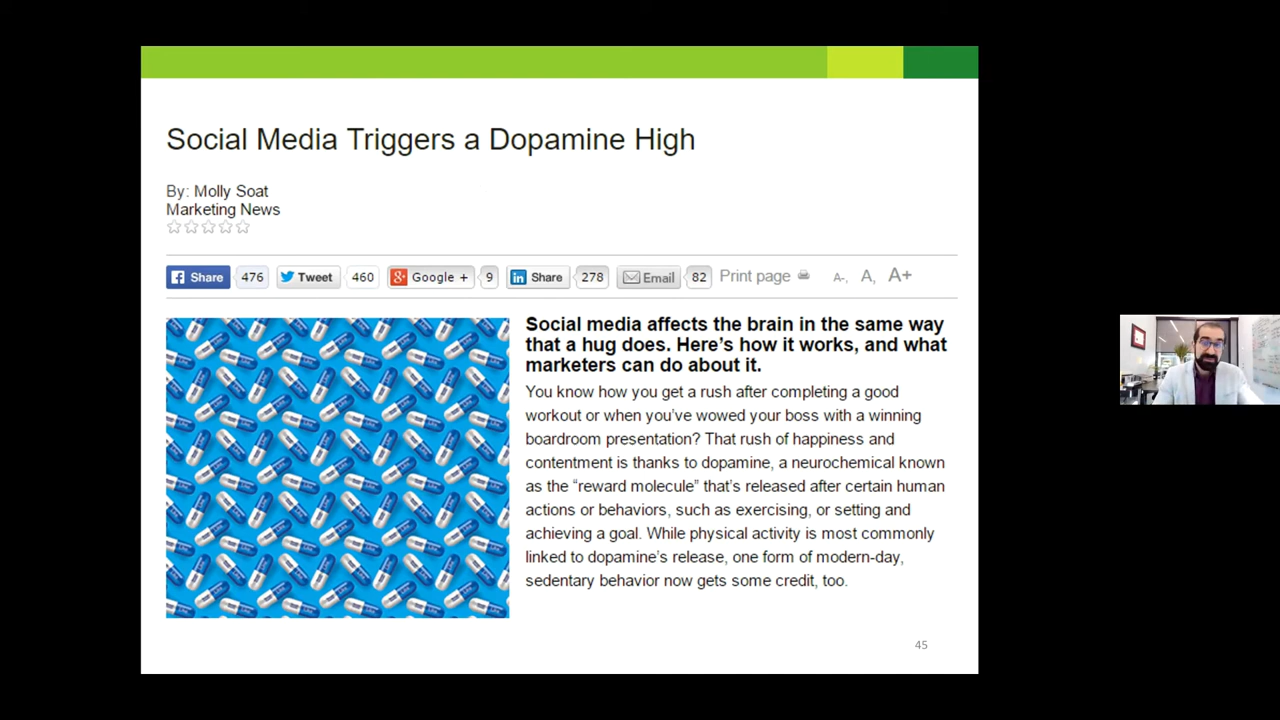 Social Media Triggers a Dopamine High
By: Molly Soat
Marketing News
Share 476 Tweet 460 Google + 9 in Share 278 Email 82 Print page A-, A, A+
Social media affects the brain in the same way
that a hug does. Here’s how it works, and what
marketers can do about it.
You know how you get a rush after completing a good
workout or when you’ve wowed your boss with a winning
boardroom presentation? That rush of happiness and
contentment is thanks to dopamine, a neurochemical known
as the “reward molecule” that’s released after certain human
actions or behaviors, such as exercising, or setting and
achieving a goal. While physical activity is most commonly
linked to dopamine’s release, one form of modern-day,
sedentary behavior now gets some credit, too.
45